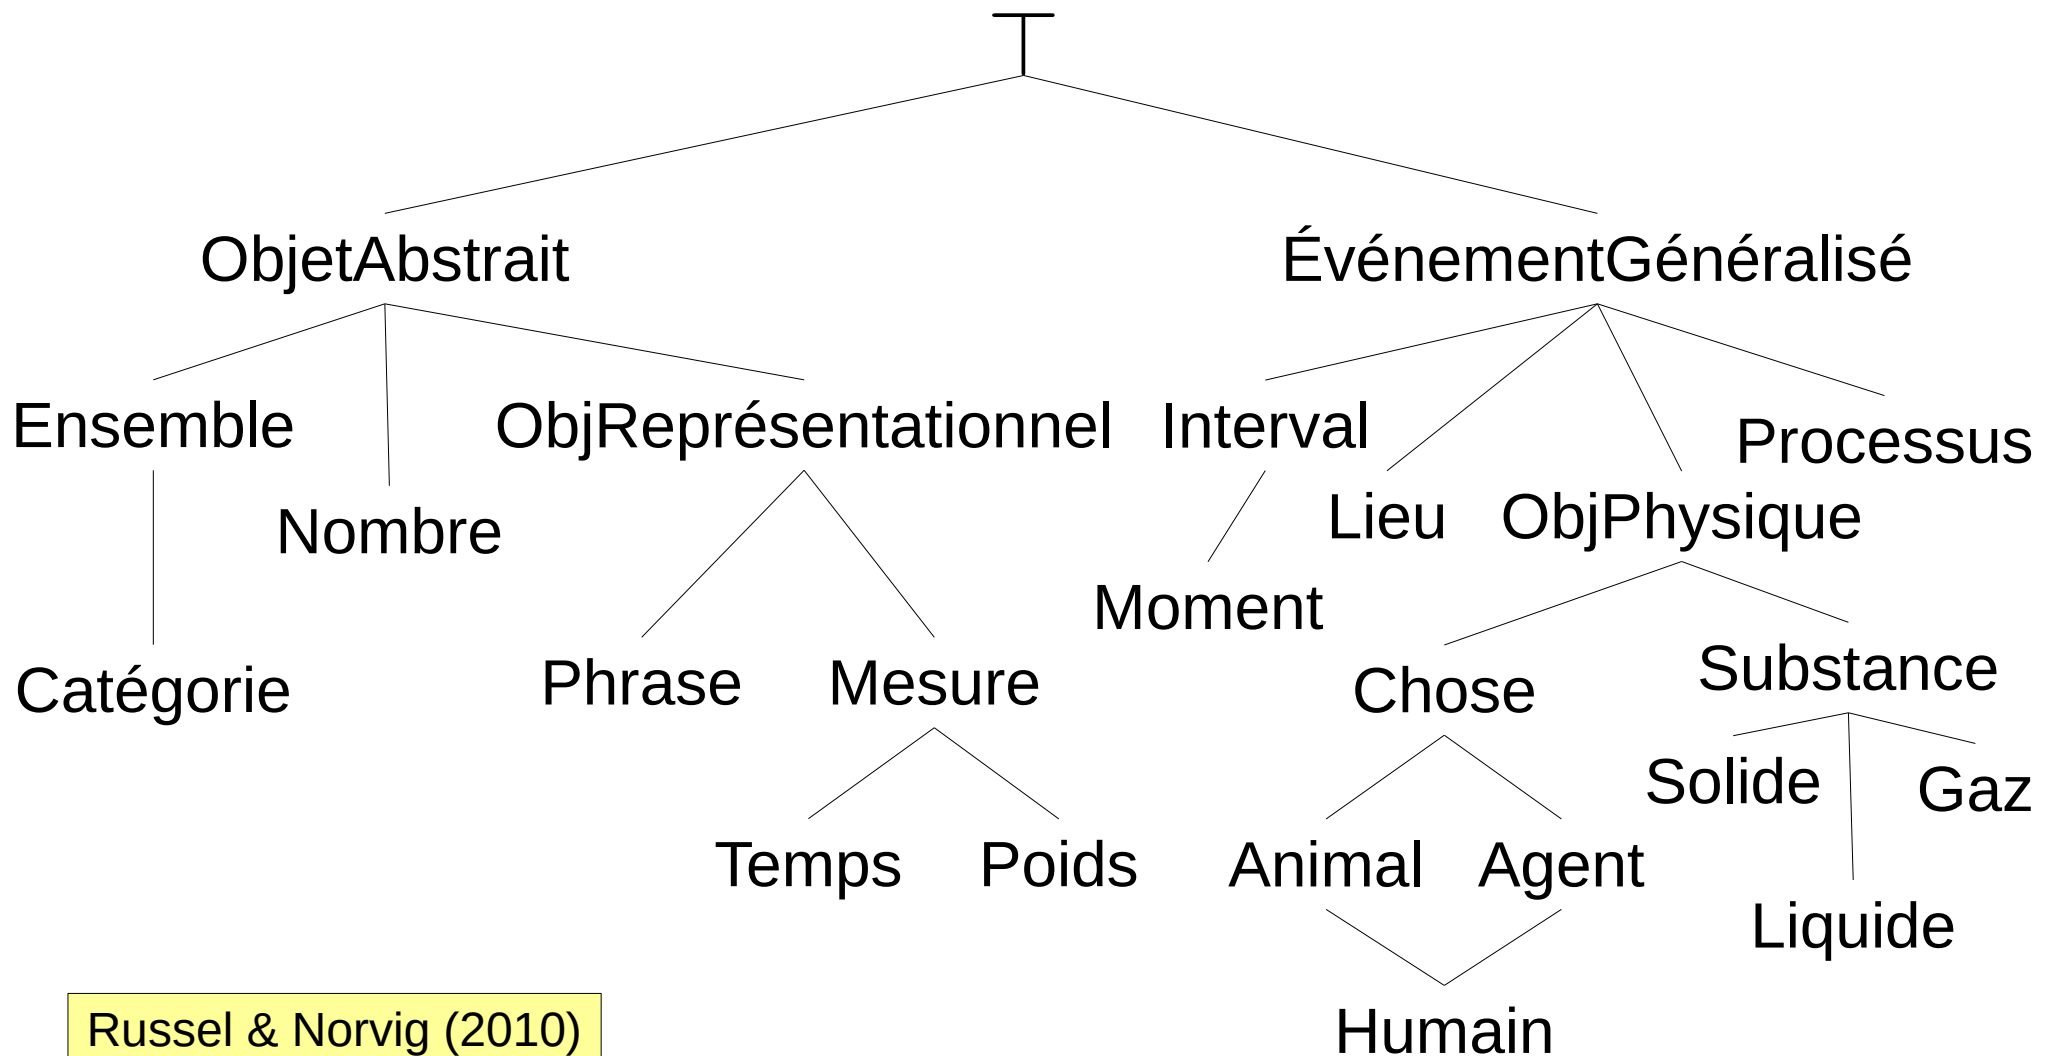 ObjetAbstrait ÉvénementGénéralisé
Ensemble ObjReprésentationnel Interval
Processus
Nombre Lieu ObjPhysique
Moment
Catégorie Phrase Mesure Chose Substance
Solide Gaz
Temps Poids Animal Agent
Liquide
Russel & Norvig (2010) Humain